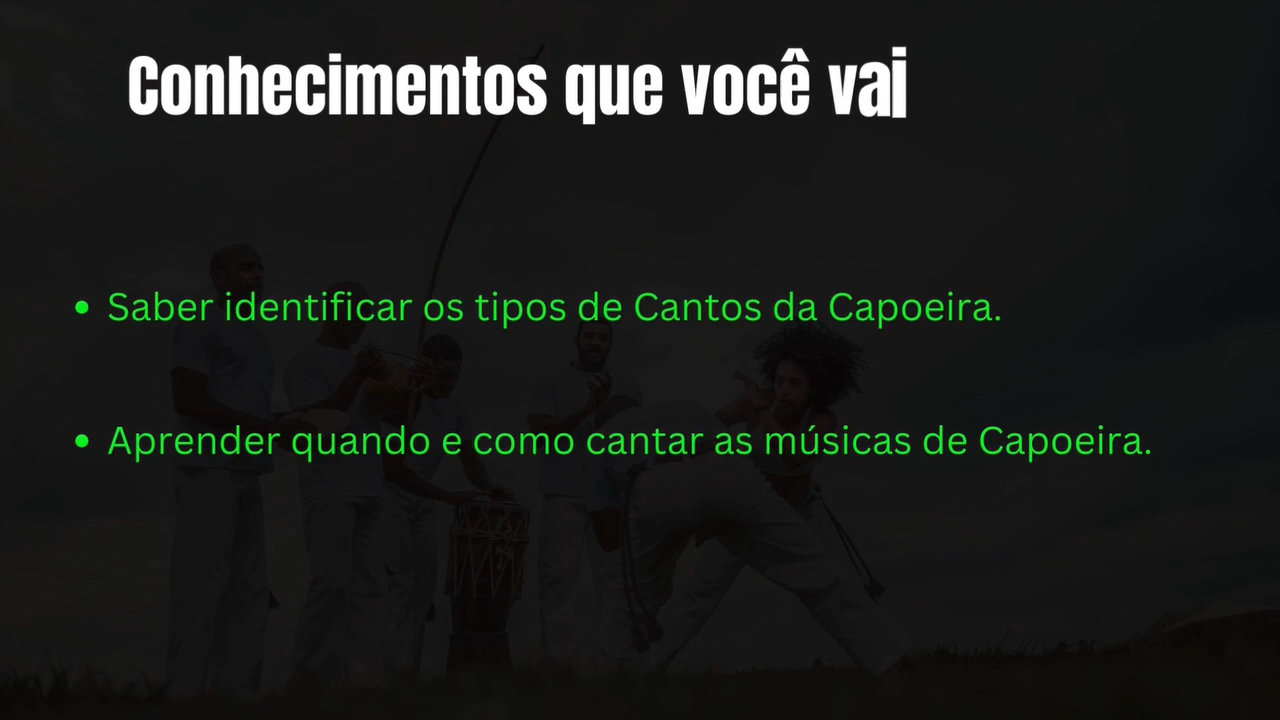 Conhecimentos que você vai
• Saber identificar os tipos de Cantos da Capoeira.
• Aprender quando e como cantar as músicas de Capoeira.